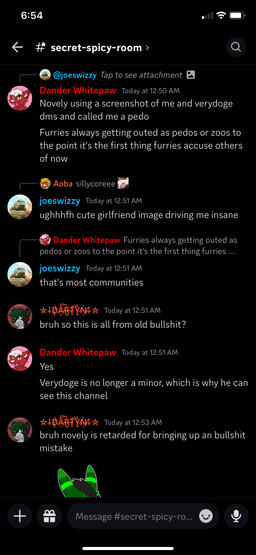 6:54
secret-spicy-room
@joeswizzy Tap to see attachment
Dander Whitepaw Today at 12:50 AM
Novely using a screenshot of me and verydoge
dms and called me a pedo
Furries always getting outed as pedos or zoos to
the point it's the first thing furries accuse others
of now
Aoba sillycoreee
joeswizzy Today at 12:51 AM
ughhhfh cute girlfriend image driving me insane
Dander Whitepaw Furries always getting outed as
pedos or zoos to the point it's the first thing furries ...
joeswizzy Today at 12:51 AM
that's most communities
Today at 12:51 AM
bruh so this is all from old bullshit?
Dander Whitepaw Today at 12:51 AM
Yes
Verydoge is no longer a minor, which is why he can
see this channel
Today at 12:53 AM
bruh novely is retarded for bringing up an bullshit
mistake
Message #secret-spicy-ro...